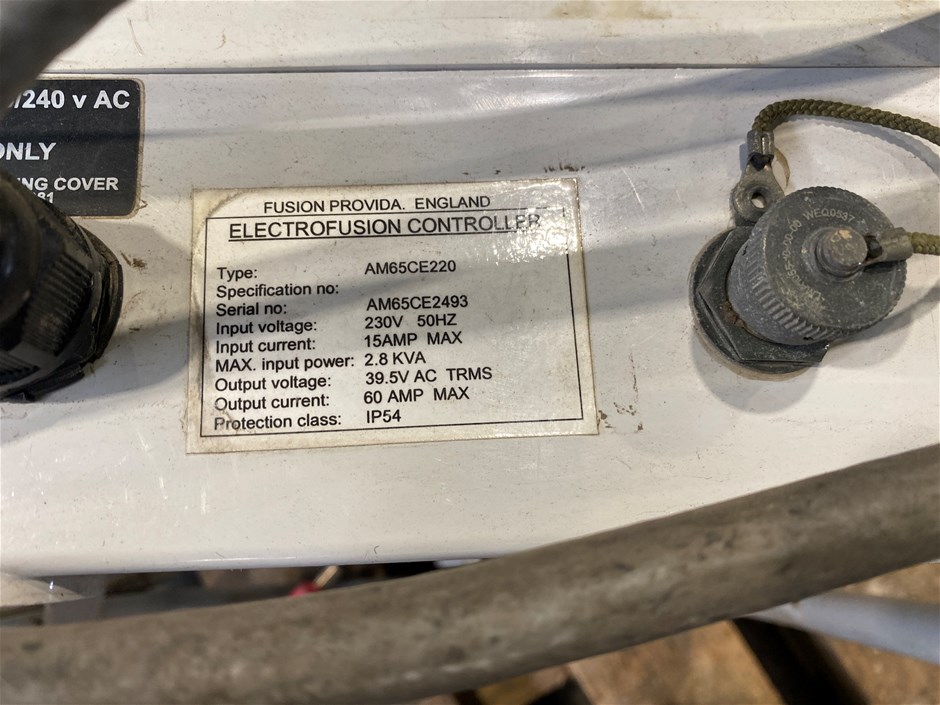 /240 v AC
ONLY
NG COVER
81
FUSION PROVIDA. ENGLAND
ELECTROFUSION CONTROLLER
Type: AM65CE220
Specification no:
Serial no: AM65CE2493
Input voltage: 230V 50HZ
Input current: 15AMP MAX
MAX. input power: 2.8 KVA
Output voltage: 39.5V AC TRMS
Output current: 60 AMP MAX
Protection class: IP54
WEQ0537